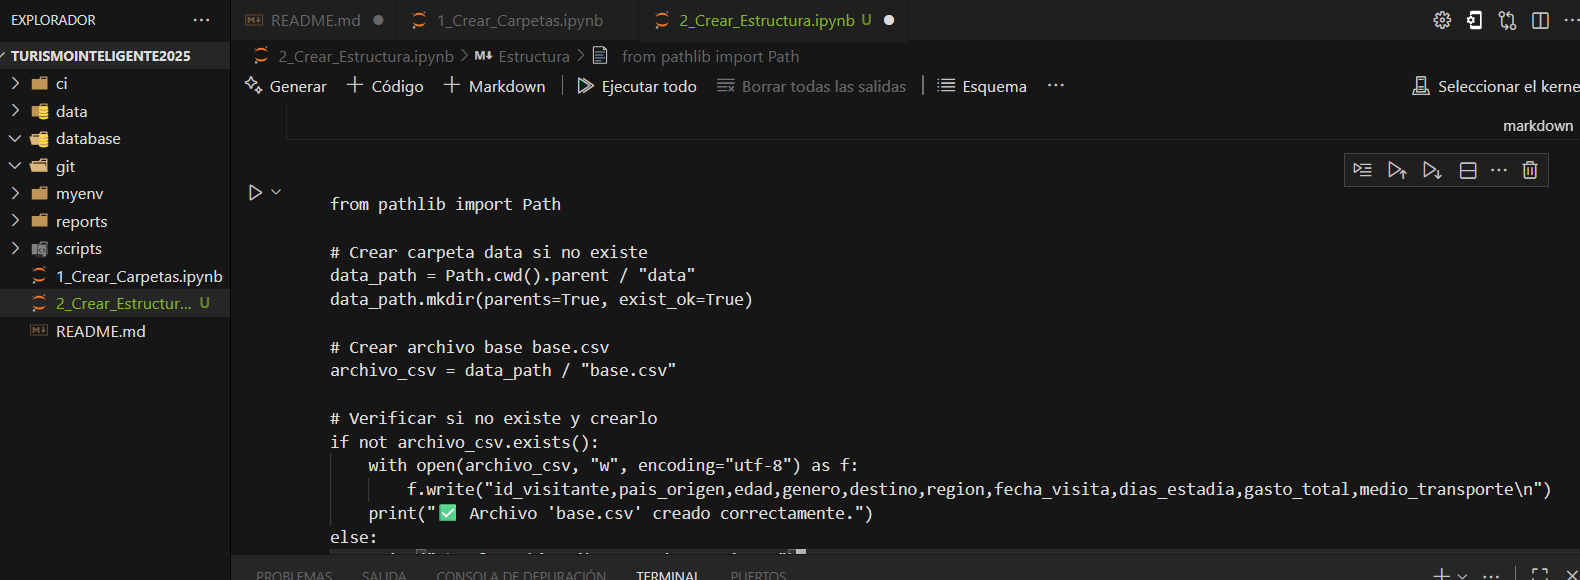 EXPLORADOR
TURISMOINTELIGENTE2025
ci
data
database
git
myenv
reports
scripts
1_Crear_Carpetas.ipynb
2_Crear_Estructur... U
README.md
README.md
1_Crear_Carpetas.ipynb
2_Crear_Estructura.ipynb U
2_Crear_Estructura.ipynb > M↓ Estructura > from pathlib import Path
Generar + Código + Markdown Ejecutar todo Borrar todas las salidas Esquema ... Seleccionar el kerne
markdown
from pathlib import Path
# Crear carpeta data si no existe
data_path = Path.cwd().parent / "data"
data_path.mkdir(parents=True, exist_ok=True)
# Crear archivo base base.csv
archivo_csv = data_path / "base.csv"
# Verificar si no existe y crearlo
if not archivo_csv.exists():
with open(archivo_csv, "w", encoding="utf-8") as f:
f.write("id_visitante,pais_origen,edad,genero,destino,region,fecha_visita,dias_estadia,gasto_total,medio_transporte\n")
print("✅ Archivo 'base.csv' creado correctamente.")
else:
PROBLEMAS SALIDA CONSOLA DE DEPURACIÓN TERMINAL PUERTOS